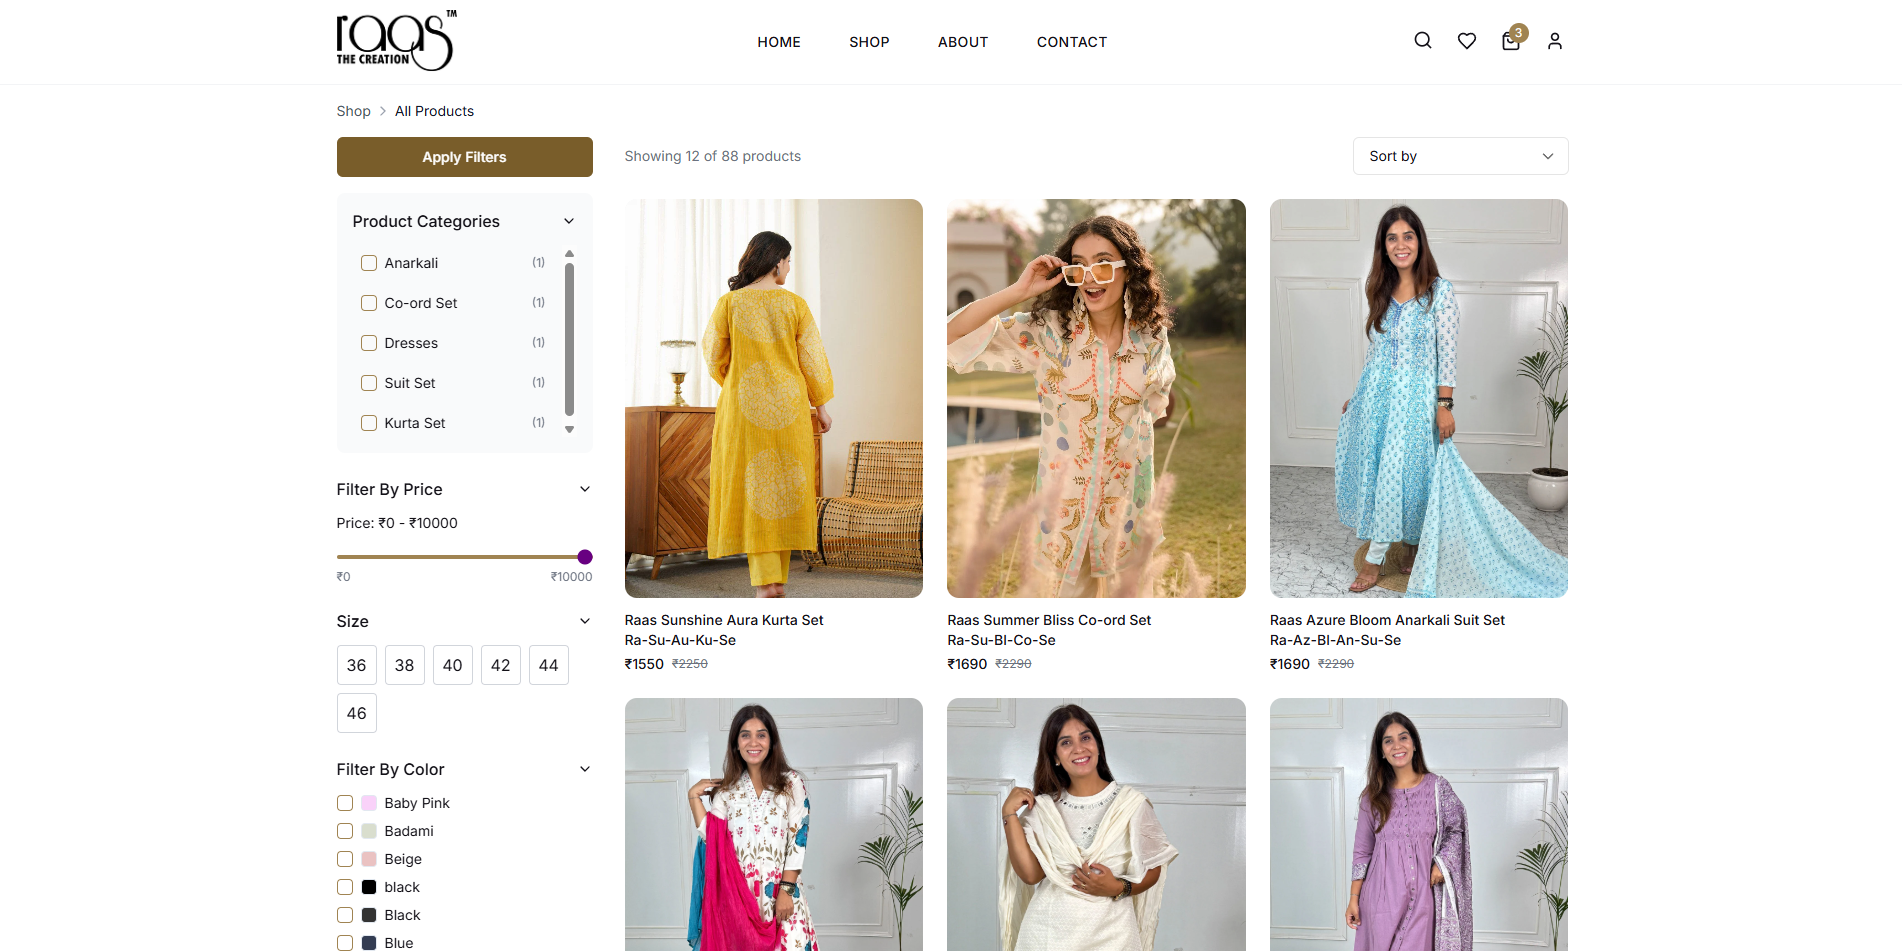 raas™
THE CREATION
HOME
SHOP
ABOUT
CONTACT
3
Shop > All Products
Apply Filters
Showing 12 of 88 products
Sort by
Product Categories
Anarkali (1)
Co-ord Set (1)
Dresses (1)
Suit Set (1)
Kurta Set (1)
Filter By Price
Price: ₹0 - ₹10000
₹0 ₹10000
Size
36 38 40 42 44
46
Filter By Color
Baby Pink
Badami
Beige
black
Black
Blue
Raas Sunshine Aura Kurta Set
Ra-Su-Au-Ku-Se
₹1550 ₹2250
Raas Summer Bliss Co-ord Set
Ra-Su-Bl-Co-Se
₹1690 ₹2290
Raas Azure Bloom Anarkali Suit Set
Ra-Az-Bl-An-Su-Se
₹1690 ₹2290